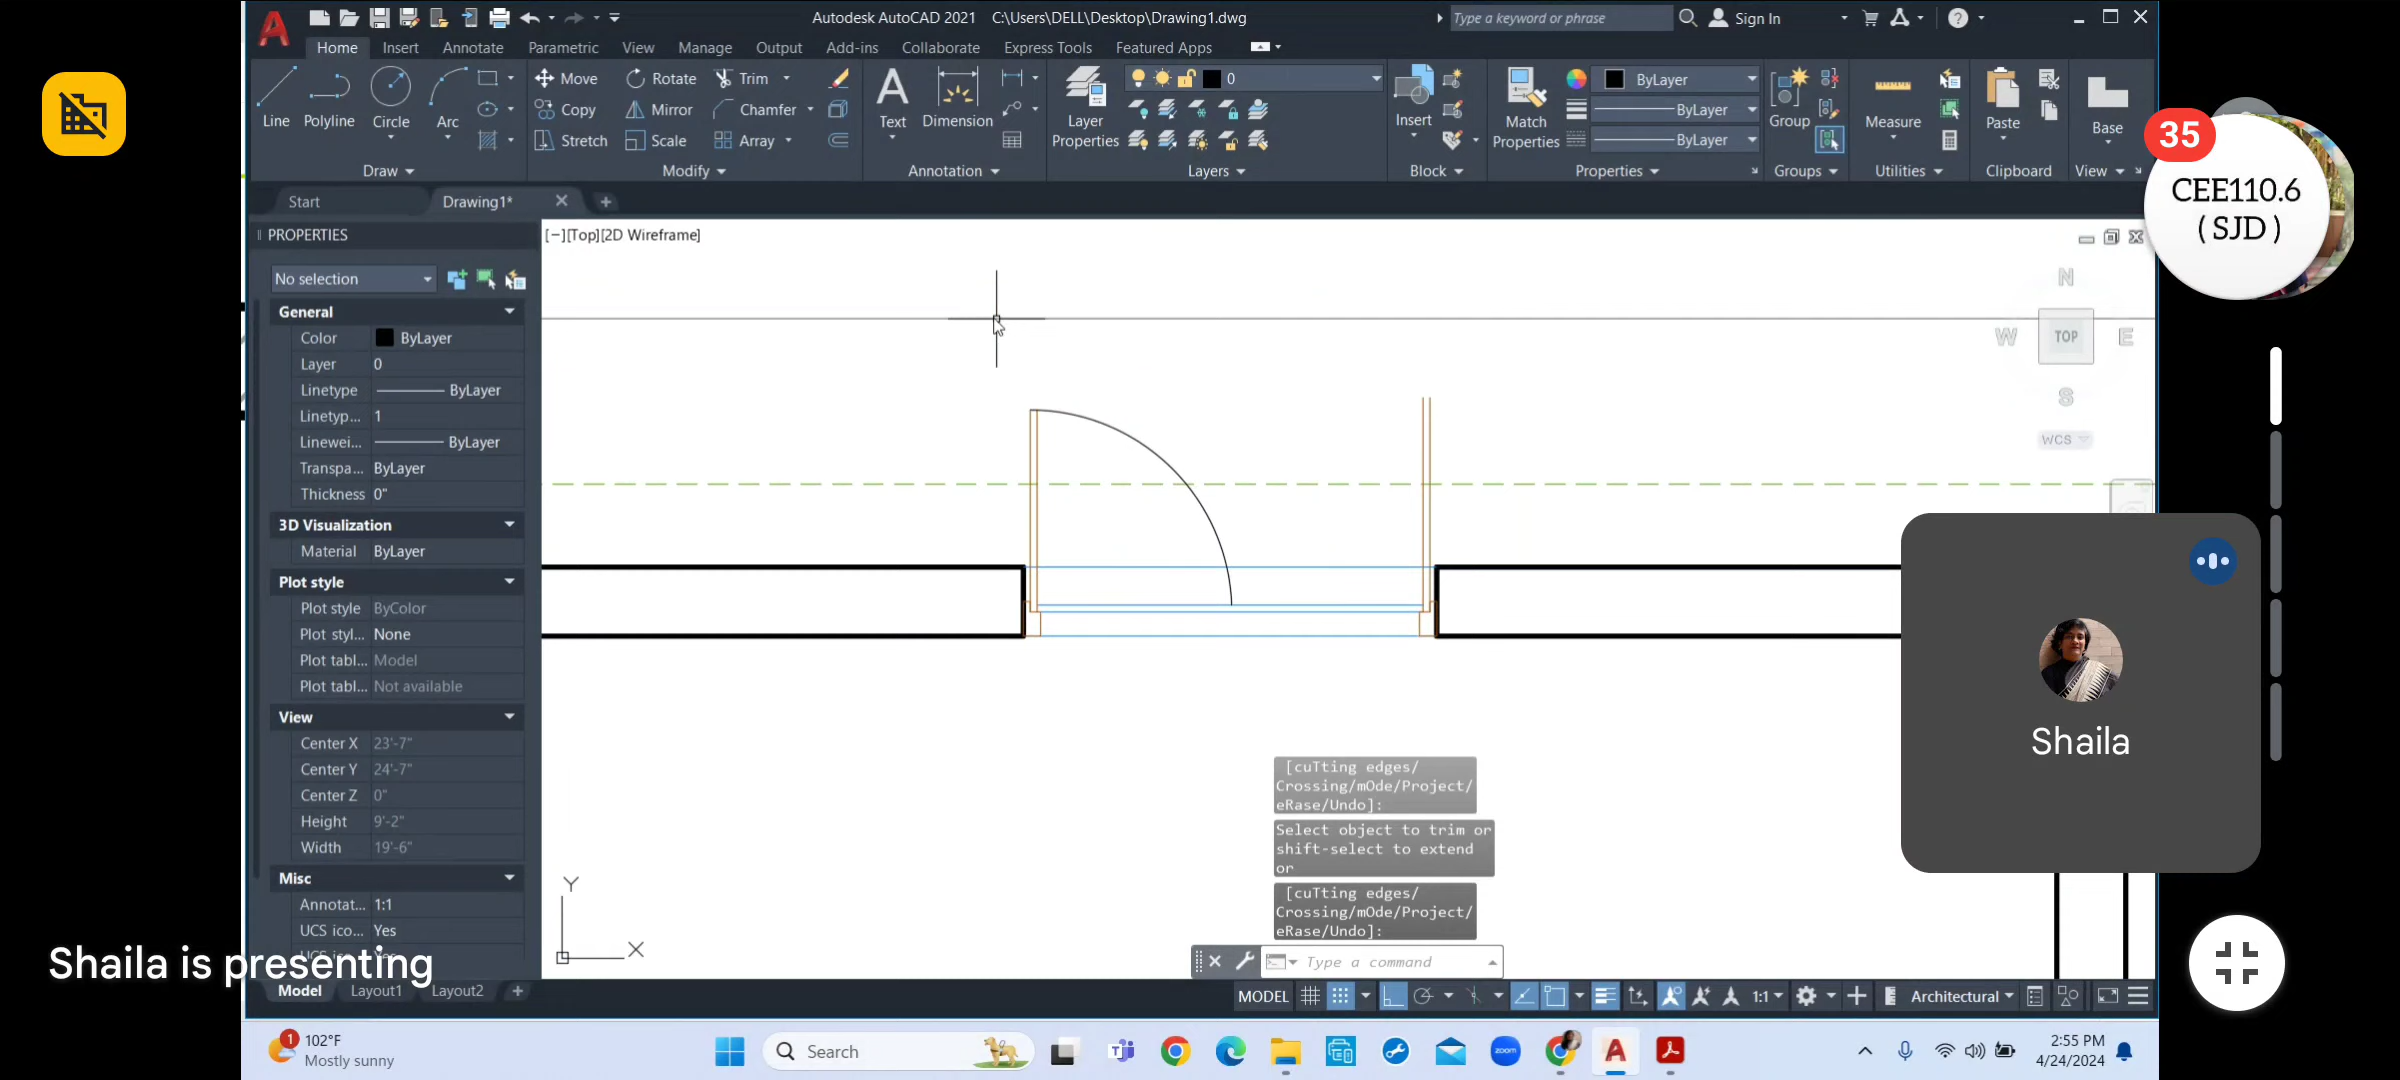 Autodesk AutoCAD 2021 C:\Users\DELL\Desktop\Drawing1.dwg
Type a keyword or phrase
Sign In
Home Insert Annotate Parametric View Manage Output Add-ins Collaborate Express Tools Featured Apps
Line
Polyline
Circle
Arc
Draw
Move
Rotate
Trim
Copy
Mirror
Chamfer
Stretch
Scale
Array
Modify
Text
Dimension
Annotation
Layer
Properties
0
Layers
Insert
Block
Match
Properties
ByLayer
ByLayer
ByLayer
Properties
Group
Groups
Measure
Utilities
Paste
Clipboard
Base
View
35
CEE110.6
( SJD )
Start
Drawing1*
PROPERTIES
[−][Top][2D Wireframe]
No selection
General
Color ByLayer
Layer 0
Linetype ByLayer
Linetyp... 1
Linewei... ByLayer
Transpa... ByLayer
Thickness 0"
3D Visualization
Material ByLayer
Plot style
Plot style ByColor
Plot styl... None
Plot tabl... Model
Plot tabl... Not available
View
Center X 23'-7"
Center Y 24'-7"
Center Z 0"
Height 9'-2"
Width 19'-6"
Misc
Annotat... 1:1
UCS ico... Yes
N
W TOP E
S
WCS
Shaila
[cuTting edges/
Crossing/mOde/Project/
eRase/Undo]:
Select object to trim or
shift-select to extend
or
[cuTting edges/
Crossing/mOde/Project/
eRase/Undo]:
Y
X
Type a command
Shaila is presenting
Model Layout1 Layout2
MODEL
1:1
Architectural
1
102°F
Mostly sunny
Search
zoom
2:55 PM
4/24/2024